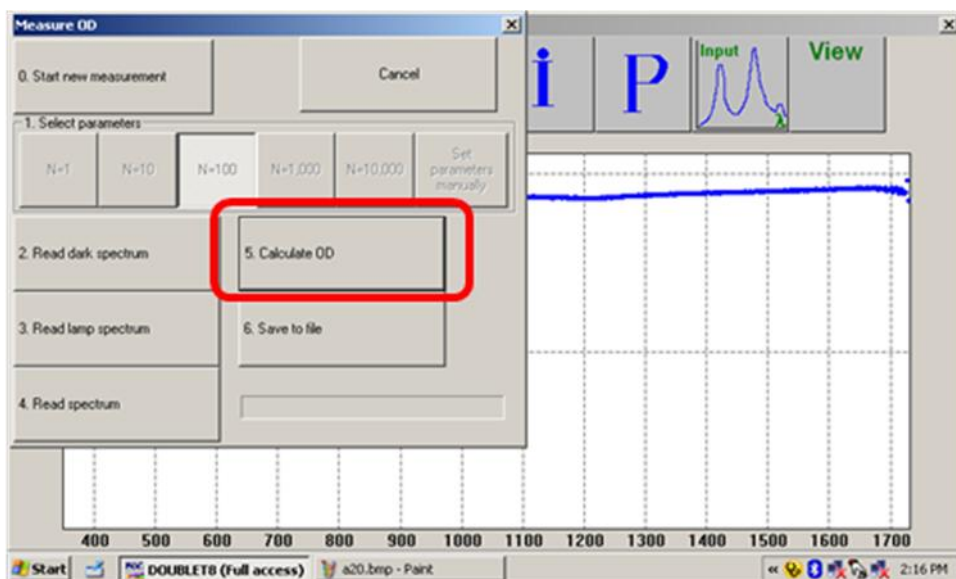 Measure OD
0. Start new measurement
Cancel
1. Select parameters
N=1
N=10
N=100
N=1,000
N=10,000
Set
parameters
manually
2. Read dark spectrum
5. Calculate OD
3. Read lamp spectrum
6. Save to file
4. Read spectrum
i
P
Input
λ
View
400 500 600 700 800 900 1000 1100 1200 1300 1400 1500 1600 1700
Start
DOUBLET8 (Full access)
a20.bmp - Paint
2:16 PM